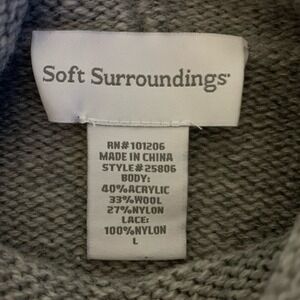 Soft Surroundings
RN#101206
MADE IN CHINA
STYLE#25806
BODY:
40%ACRYLIC
33%WOOL
27%NYLON
LACE:
100%NYLON
L